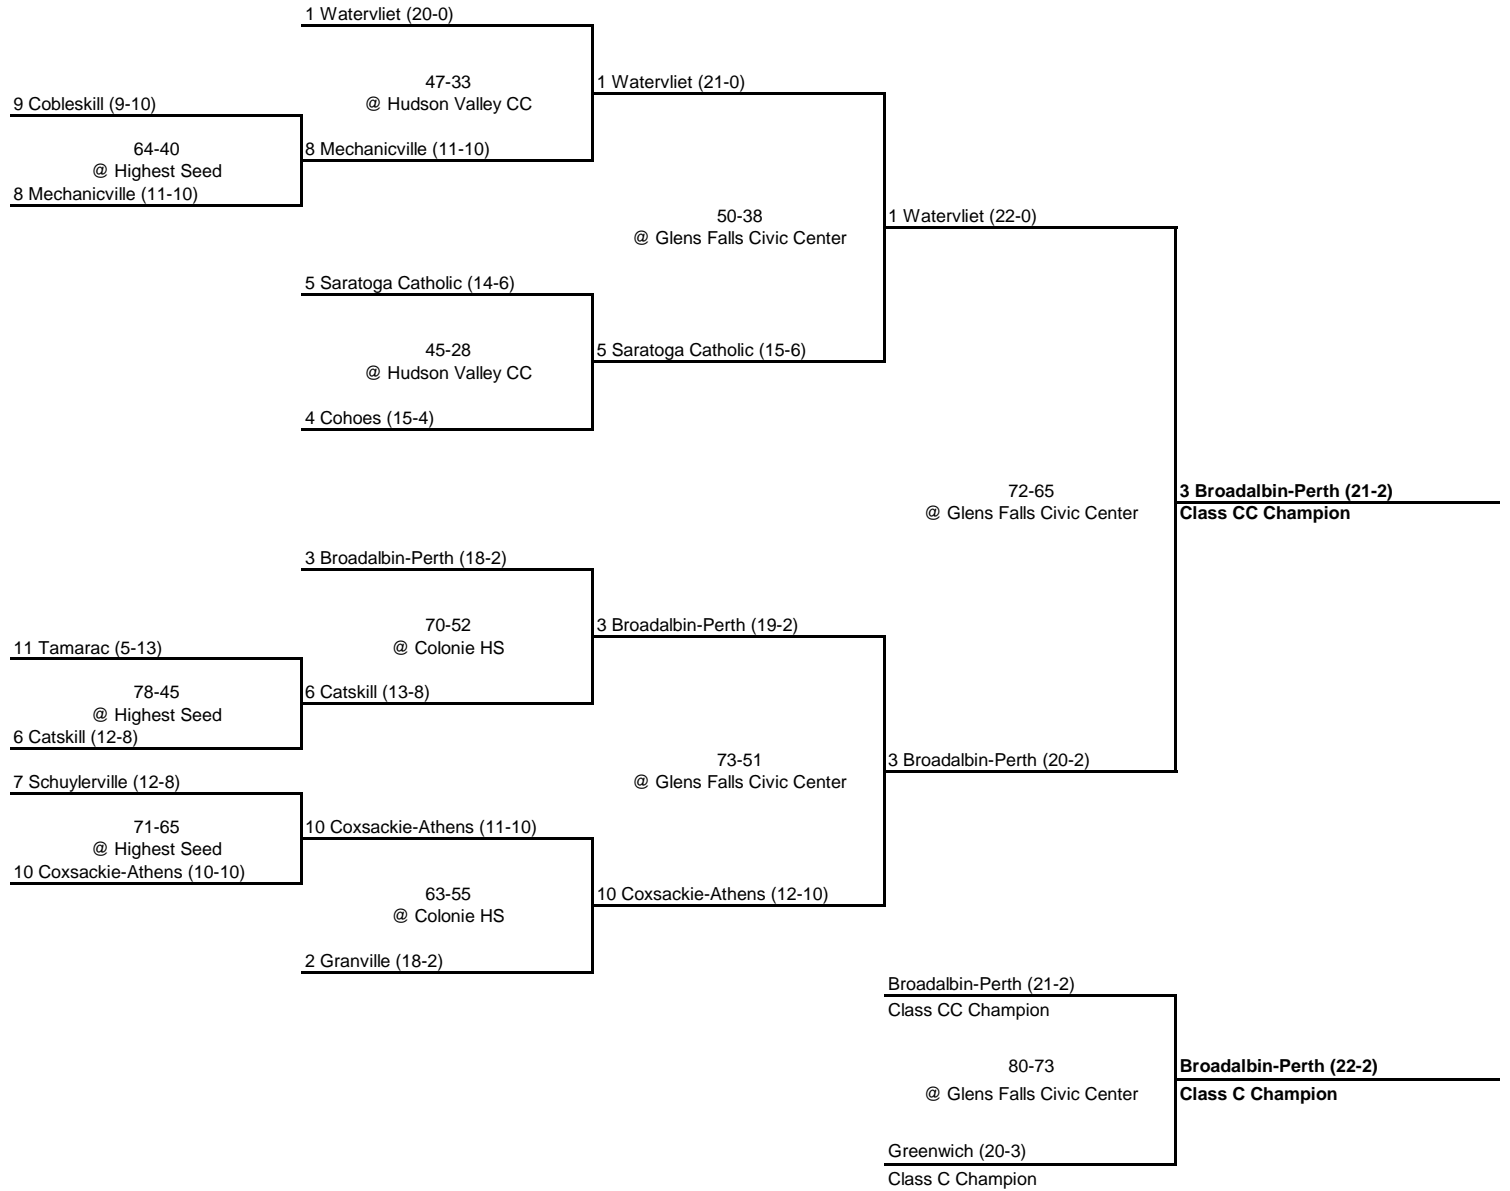 1 Watervliet (20-0)
47-33
@ Hudson Valley CC
1 Watervliet (21-0)
9 Cobleskill (9-10)
64-40
@ Highest Seed
8 Mechanicville (11-10)
8 Mechanicville (11-10)
50-38
@ Glens Falls Civic Center
1 Watervliet (22-0)
5 Saratoga Catholic (14-6)
45-28
@ Hudson Valley CC
5 Saratoga Catholic (15-6)
4 Cohoes (15-4)
72-65
@ Glens Falls Civic Center
3 Broadalbin-Perth (21-2)
Class CC Champion
3 Broadalbin-Perth (18-2)
70-52
@ Colonie HS
3 Broadalbin-Perth (19-2)
11 Tamarac (5-13)
78-45
@ Highest Seed
6 Catskill (13-8)
6 Catskill (12-8)
73-51
@ Glens Falls Civic Center
3 Broadalbin-Perth (20-2)
7 Schuylerville (12-8)
71-65
@ Highest Seed
10 Coxsackie-Athens (11-10)
10 Coxsackie-Athens (10-10)
63-55
@ Colonie HS
10 Coxsackie-Athens (12-10)
2 Granville (18-2)
Broadalbin-Perth (21-2)
Class CC Champion
80-73
@ Glens Falls Civic Center
Broadalbin-Perth (22-2)
Class C Champion
Greenwich (20-3)
Class C Champion